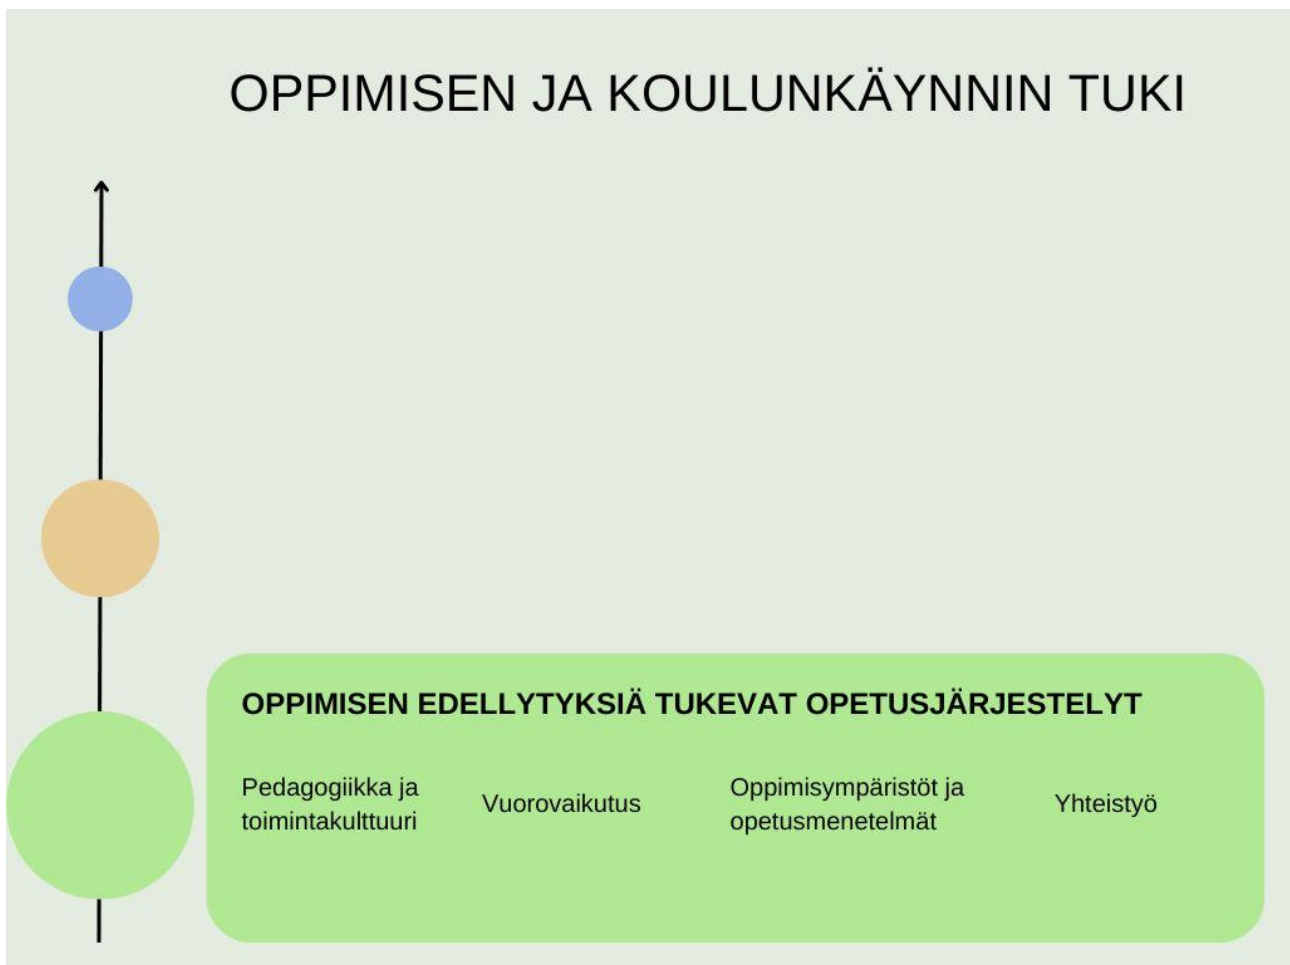 OPPIMISEN JA KOULUNKÄYNNIN TUKI
OPPIMISEN EDELLYTYKSIÄ TUKEVAT OPETUSJÄRJESTELYT
Pedagogiikka ja
toimintakulttuuri
Vuorovaikutus
Oppimisympäristöt ja
opetusmenetelmät
Yhteistyö